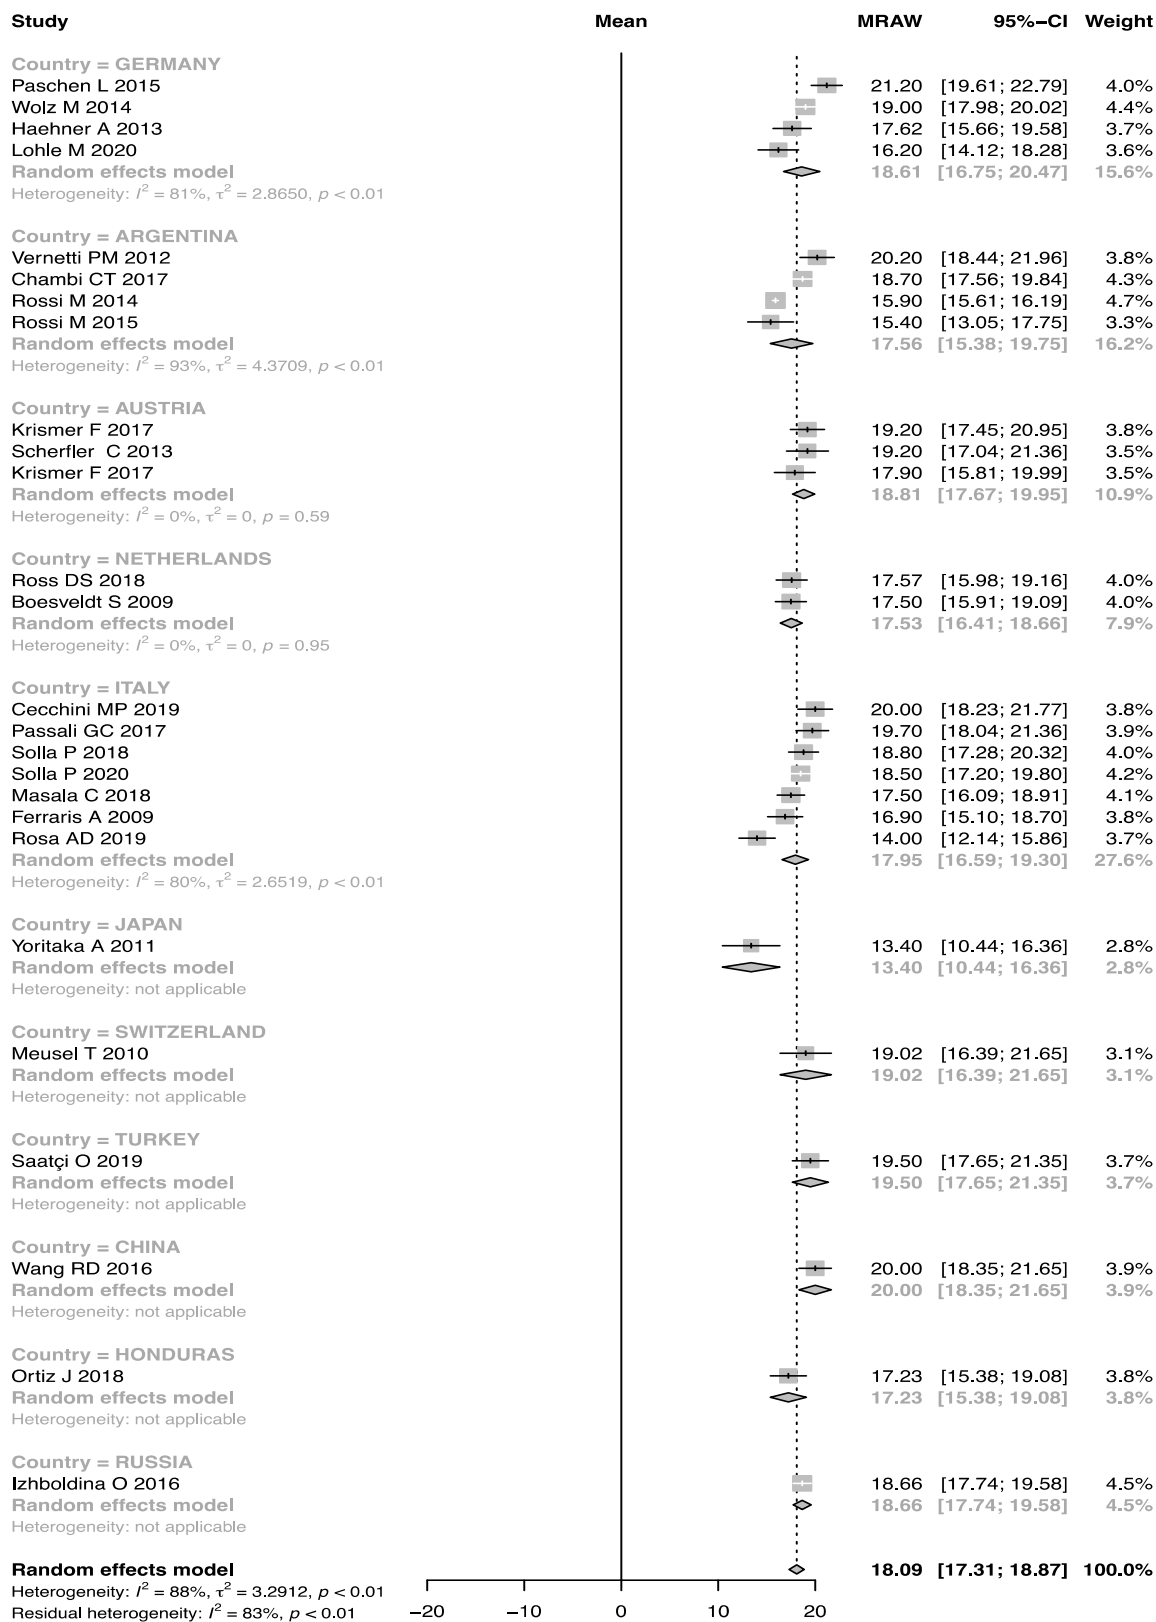 Study Mean MRAW 95%−CI Weight
Country = GERMANY
Paschen L 2015 21.20 [19.61; 22.79] 4.0%
Wolz M 2014 19.00 [17.98; 20.02] 4.4%
Haehner A 2013 17.62 [15.66; 19.58] 3.7%
Lohle M 2020 16.20 [14.12; 18.28] 3.6%
Random effects model 18.61 [16.75; 20.47] 15.6%
Heterogeneity: I² = 81%, τ² = 2.8650, p < 0.01
Country = ARGENTINA
Vernetti PM 2012 20.20 [18.44; 21.96] 3.8%
Chambi CT 2017 18.70 [17.56; 19.84] 4.3%
Rossi M 2014 15.90 [15.61; 16.19] 4.7%
Rossi M 2015 15.40 [13.05; 17.75] 3.3%
Random effects model 17.56 [15.38; 19.75] 16.2%
Heterogeneity: I² = 93%, τ² = 4.3709, p < 0.01
Country = AUSTRIA
Krismer F 2017 19.20 [17.45; 20.95] 3.8%
Scherfler C 2013 19.20 [17.04; 21.36] 3.5%
Krismer F 2017 17.90 [15.81; 19.99] 3.5%
Random effects model 18.81 [17.67; 19.95] 10.9%
Heterogeneity: I² = 0%, τ² = 0, p = 0.59
Country = NETHERLANDS
Ross DS 2018 17.57 [15.98; 19.16] 4.0%
Boesveldt S 2009 17.50 [15.91; 19.09] 4.0%
Random effects model 17.53 [16.41; 18.66] 7.9%
Heterogeneity: I² = 0%, τ² = 0, p = 0.95
Country = ITALY
Cecchini MP 2019 20.00 [18.23; 21.77] 3.8%
Passali GC 2017 19.70 [18.04; 21.36] 3.9%
Solla P 2018 18.80 [17.28; 20.32] 4.0%
Solla P 2020 18.50 [17.20; 19.80] 4.2%
Masala C 2018 17.50 [16.09; 18.91] 4.1%
Ferraris A 2009 16.90 [15.10; 18.70] 3.8%
Rosa AD 2019 14.00 [12.14; 15.86] 3.7%
Random effects model 17.95 [16.59; 19.30] 27.6%
Heterogeneity: I² = 80%, τ² = 2.6519, p < 0.01
Country = JAPAN
Yoritaka A 2011 13.40 [10.44; 16.36] 2.8%
Random effects model 13.40 [10.44; 16.36] 2.8%
Heterogeneity: not applicable
Country = SWITZERLAND
Meusel T 2010 19.02 [16.39; 21.65] 3.1%
Random effects model 19.02 [16.39; 21.65] 3.1%
Heterogeneity: not applicable
Country = TURKEY
Saatçi O 2019 19.50 [17.65; 21.35] 3.7%
Random effects model 19.50 [17.65; 21.35] 3.7%
Heterogeneity: not applicable
Country = CHINA
Wang RD 2016 20.00 [18.35; 21.65] 3.9%
Random effects model 20.00 [18.35; 21.65] 3.9%
Heterogeneity: not applicable
Country = HONDURAS
Ortiz J 2018 17.23 [15.38; 19.08] 3.8%
Random effects model 17.23 [15.38; 19.08] 3.8%
Heterogeneity: not applicable
Country = RUSSIA
Izhboldina O 2016 18.66 [17.74; 19.58] 4.5%
Random effects model 18.66 [17.74; 19.58] 4.5%
Heterogeneity: not applicable
Random effects model 18.09 [17.31; 18.87] 100.0%
Heterogeneity: I² = 88%, τ² = 3.2912, p < 0.01
Residual heterogeneity: I² = 83%, p < 0.01
−20 −10 0 10 20